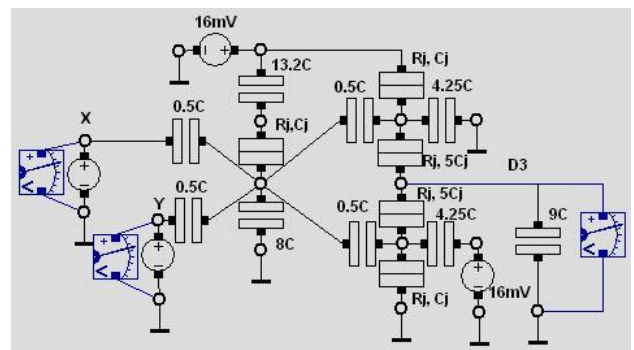 16mV
13.2C
Rj, Cj
0.5C
4.25C
X
0.5C
Rj,Cj
Rj, 5Cj
D3
Y
0.5C
Rj, 5Cj
0.5C
4.25C
9C
8C
Rj, Cj
16mV